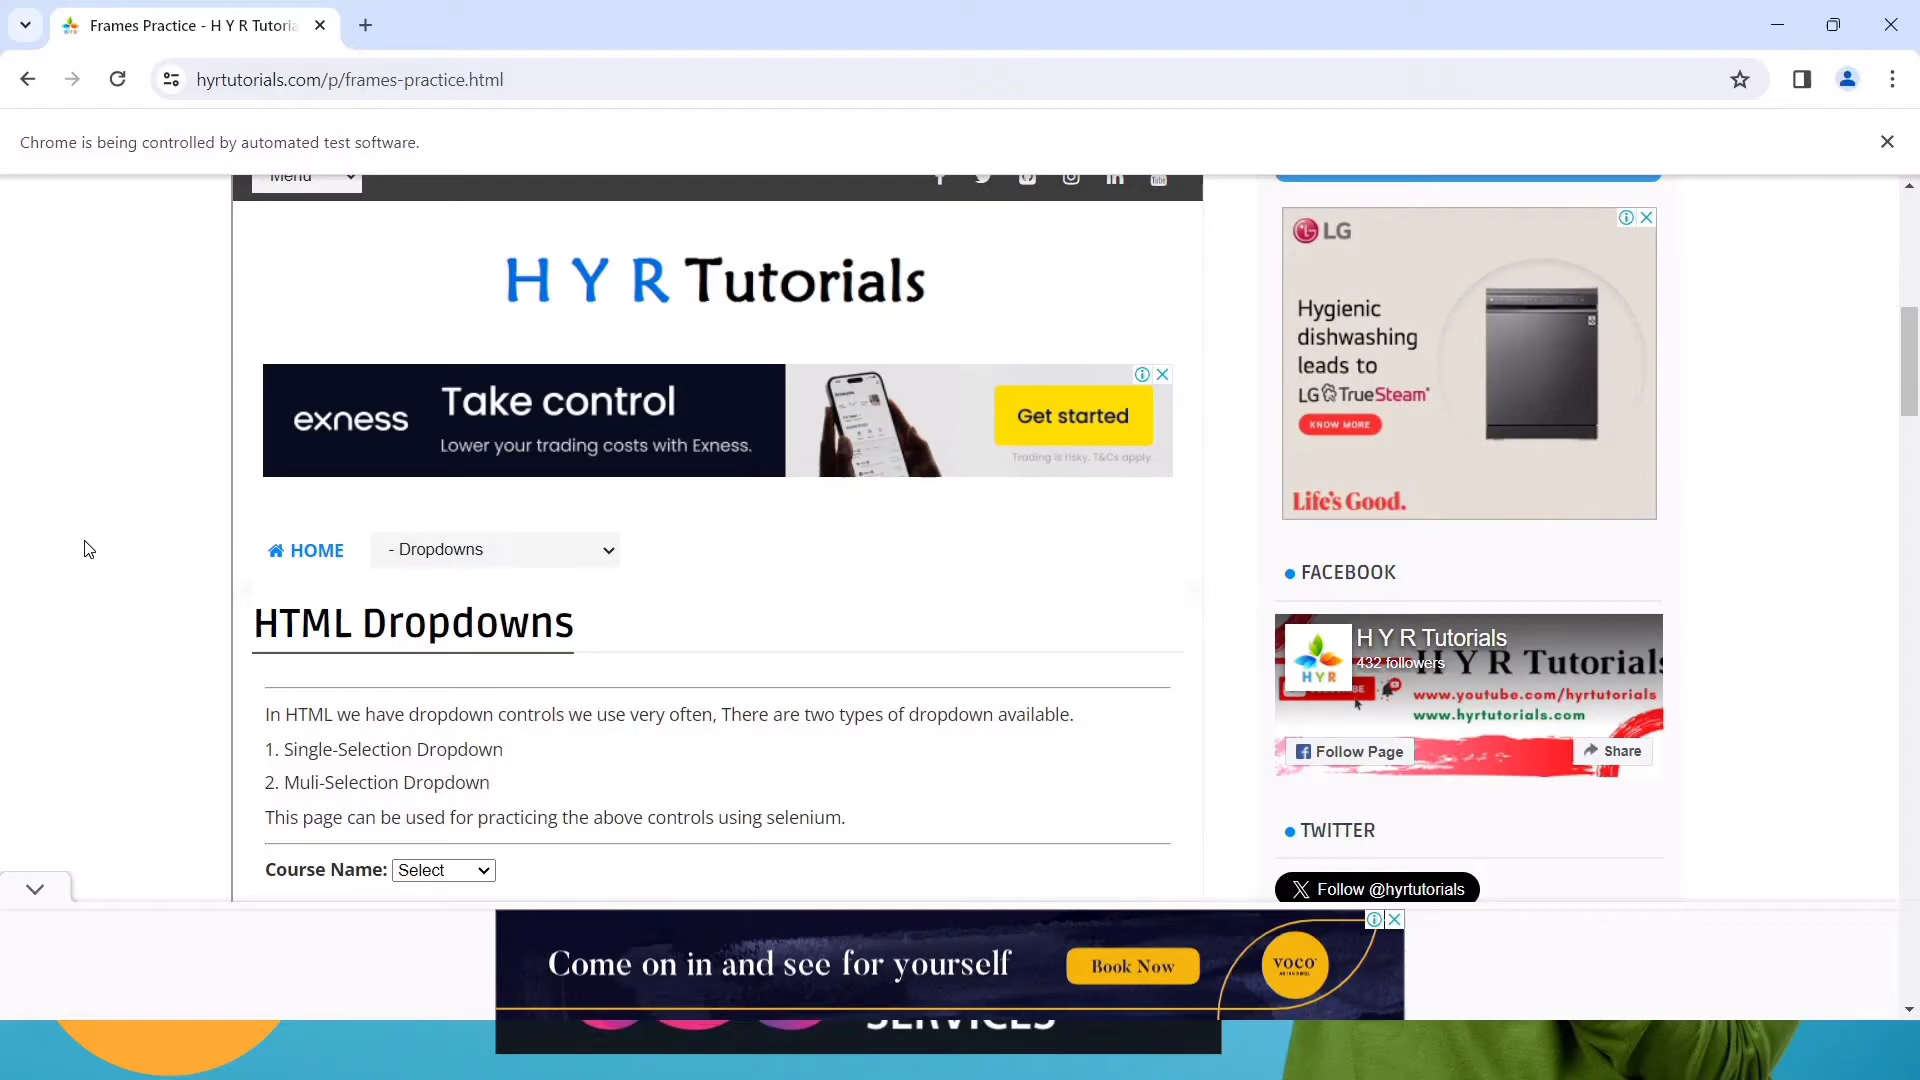 Frames Practice - H Y R Tutoria
hyrtutorials.com/p/frames-practice.html
Chrome is being controlled by automated test software.
Menu
H Y R Tutorials
exness
Take control
Lower your trading costs with Exness.
Get started
Trading is risky. T&Cs apply.
HOME
- Dropdowns
HTML Dropdowns
In HTML we have dropdown controls we use very often, There are two types of dropdown available.
1. Single-Selection Dropdown
2. Muli-Selection Dropdown
This page can be used for practicing the above controls using selenium.
Course Name: Select
LG
Hygienic
dishwashing
leads to
LG TrueSteam
KNOW MORE
Life's Good.
FACEBOOK
H Y R Tutorials
432 followers
H Y R Tutorials
HYR
www.youtube.com/hyrtutorials
www.hyrtutorials.com
Follow Page
Share
TWITTER
Follow @hyrtutorials
Come on in and see for yourself
Book Now
voco
SERVICES